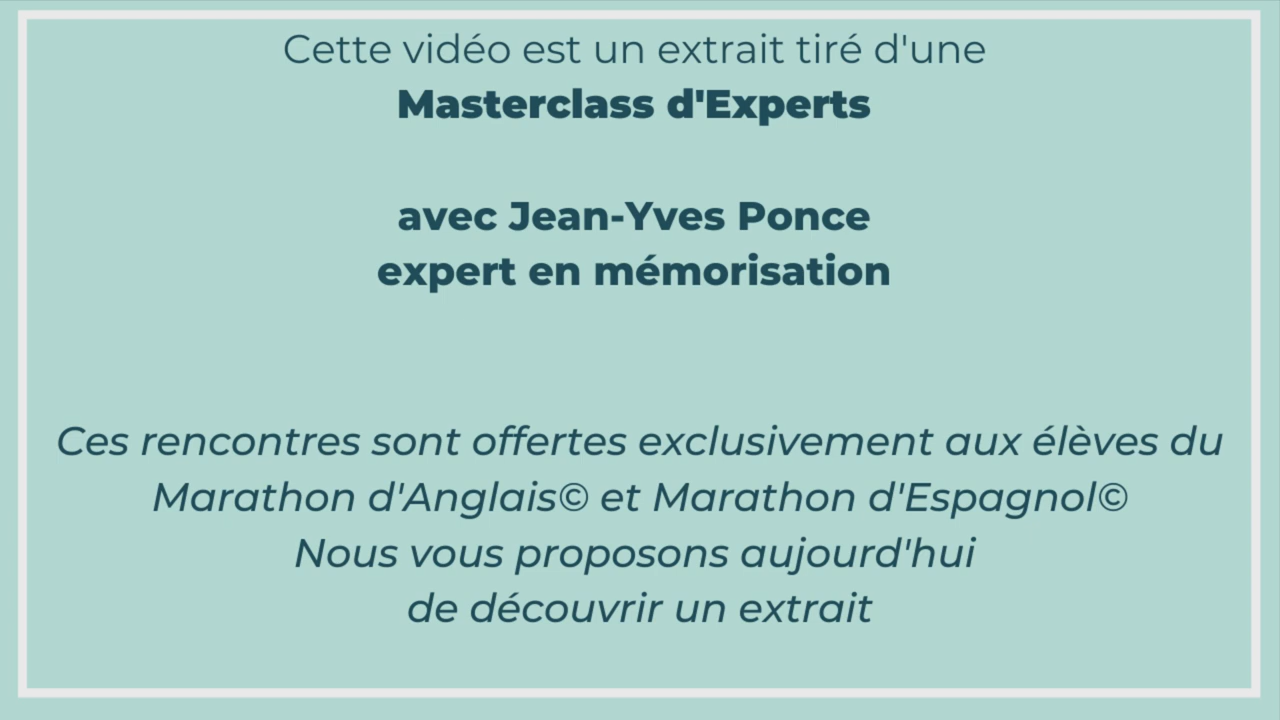 Cette vidéo est un extrait tiré d'une
Masterclass d'Experts
avec Jean-Yves Ponce
expert en mémorisation
Ces rencontres sont offertes exclusivement aux élèves du
Marathon d'Anglais© et Marathon d'Espagnol©
Nous vous proposons aujourd'hui
de découvrir un extrait